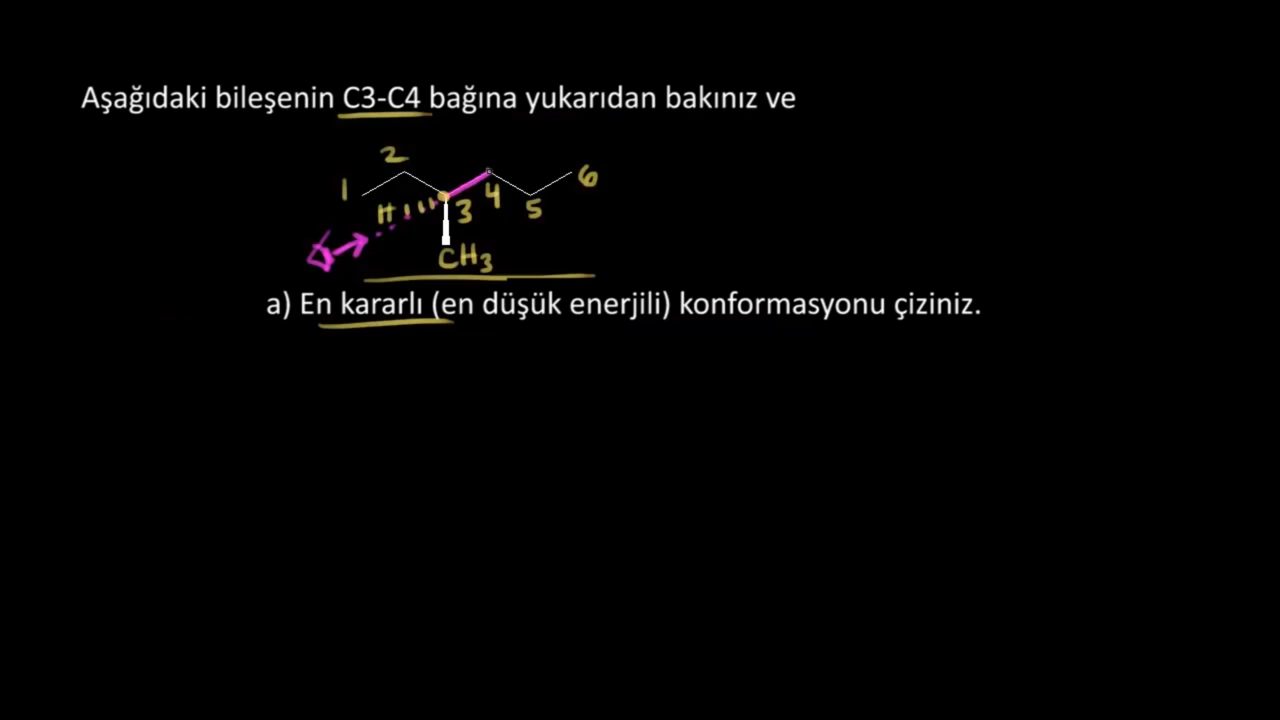 Aşağıdaki bileşenin C3-C4 bağına yukarıdan bakınız ve
2
1
6
4
H
3
5
CH3
a) En kararlı (en düşük enerjili) konformasyonu çiziniz.